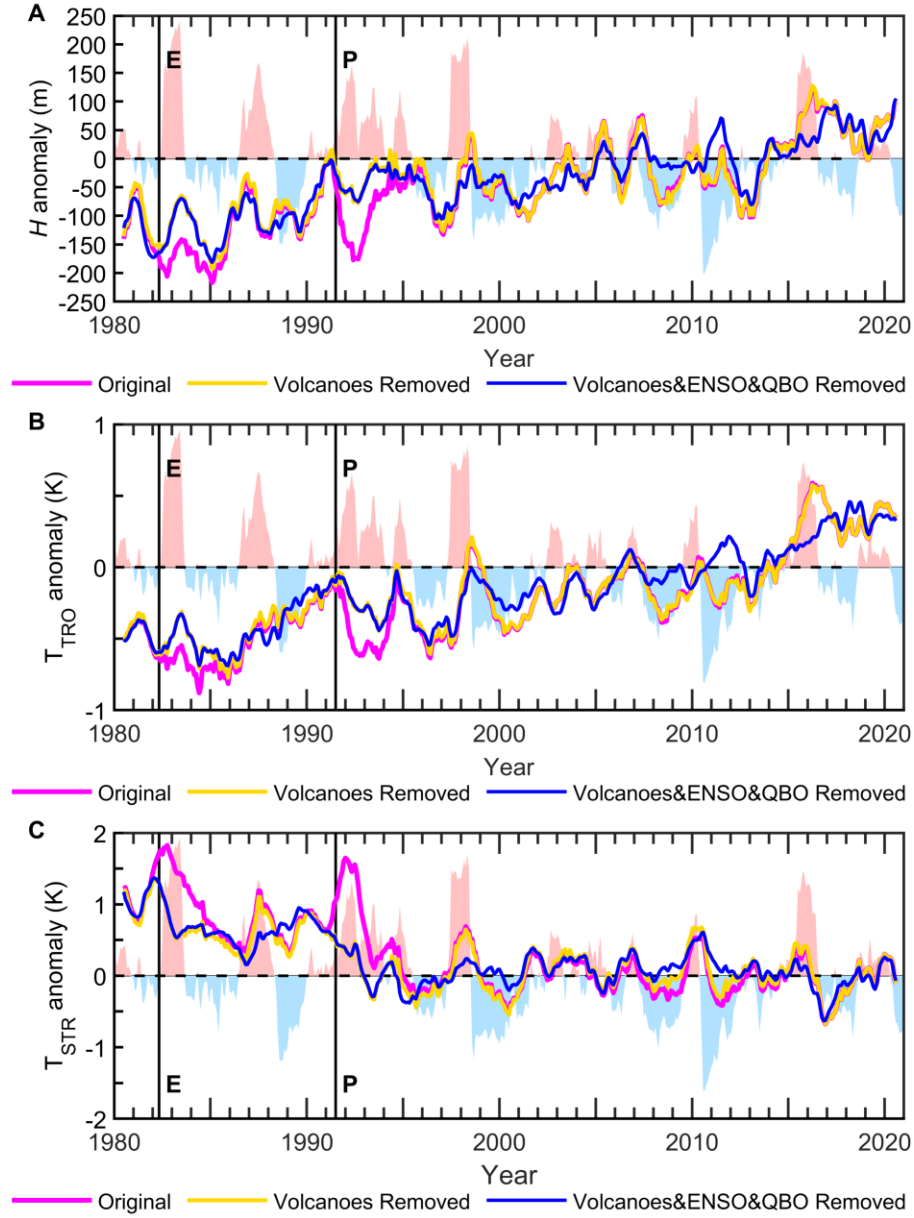 A
H anomaly (m)
250
200
150
100
50
0
-50
-100
-150
-200
-250
E
P
1980
1990
2000
2010
2020
Year
Original
Volcanoes Removed
Volcanoes&ENSO&QBO Removed
B
T_TRO anomaly (K)
1
0
-1
E
P
1980
1990
2000
2010
2020
Year
Original
Volcanoes Removed
Volcanoes&ENSO&QBO Removed
C
T_STR anomaly (K)
2
1
0
-1
-2
E
P
1980
1990
2000
2010
2020
Year
Original
Volcanoes Removed
Volcanoes&ENSO&QBO Removed